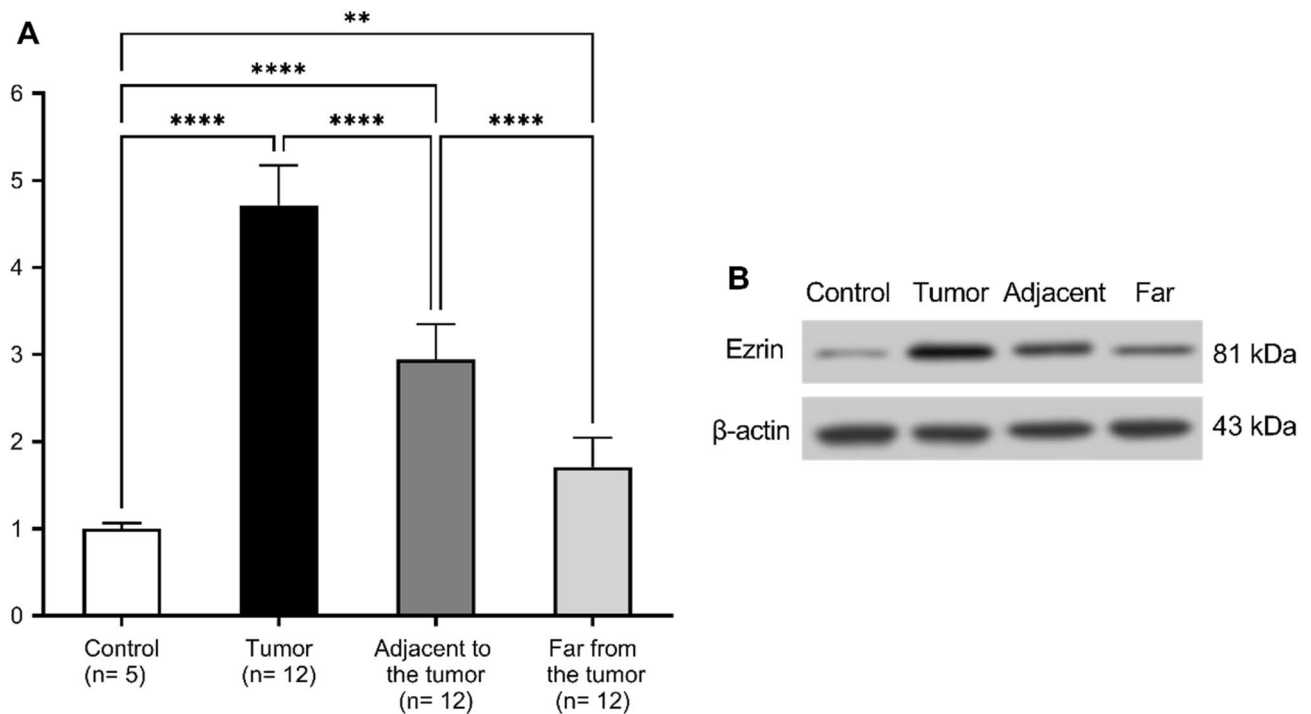 A
**
****
**** **** ****
6
5
4
3
2
1
0
Control
(n= 5)
Tumor
(n= 12)
Adjacent to
the tumor
(n= 12)
Far from
the tumor
(n= 12)
B
Control Tumor Adjacent Far
Ezrin 81 kDa
β-actin 43 kDa